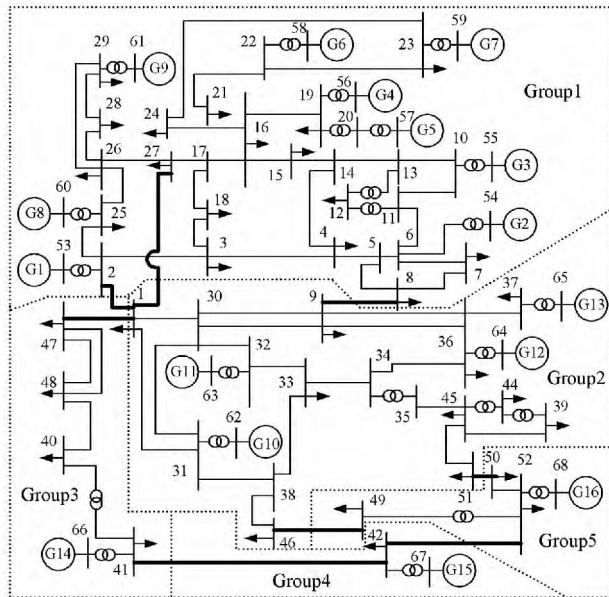 29 61 G9
22 58 G6
59
23 G7
Group1
28
24
21
16
19 56 G4
20 57 G5
26 27 17
15 14 13 10 55 G3
60 G8 25
18
12 11
54 G2
53 G1 2
3 4 5 6 7
8
1 30 9
37 65 G13
47
32
34 36 64 G12
G11 63
33
Group2
48
62 G10
35 45 44 39
40
31 38
50 52 68 G16
Group3
49 51
66 G14 41
46 42
Group5
Group4
67 G15